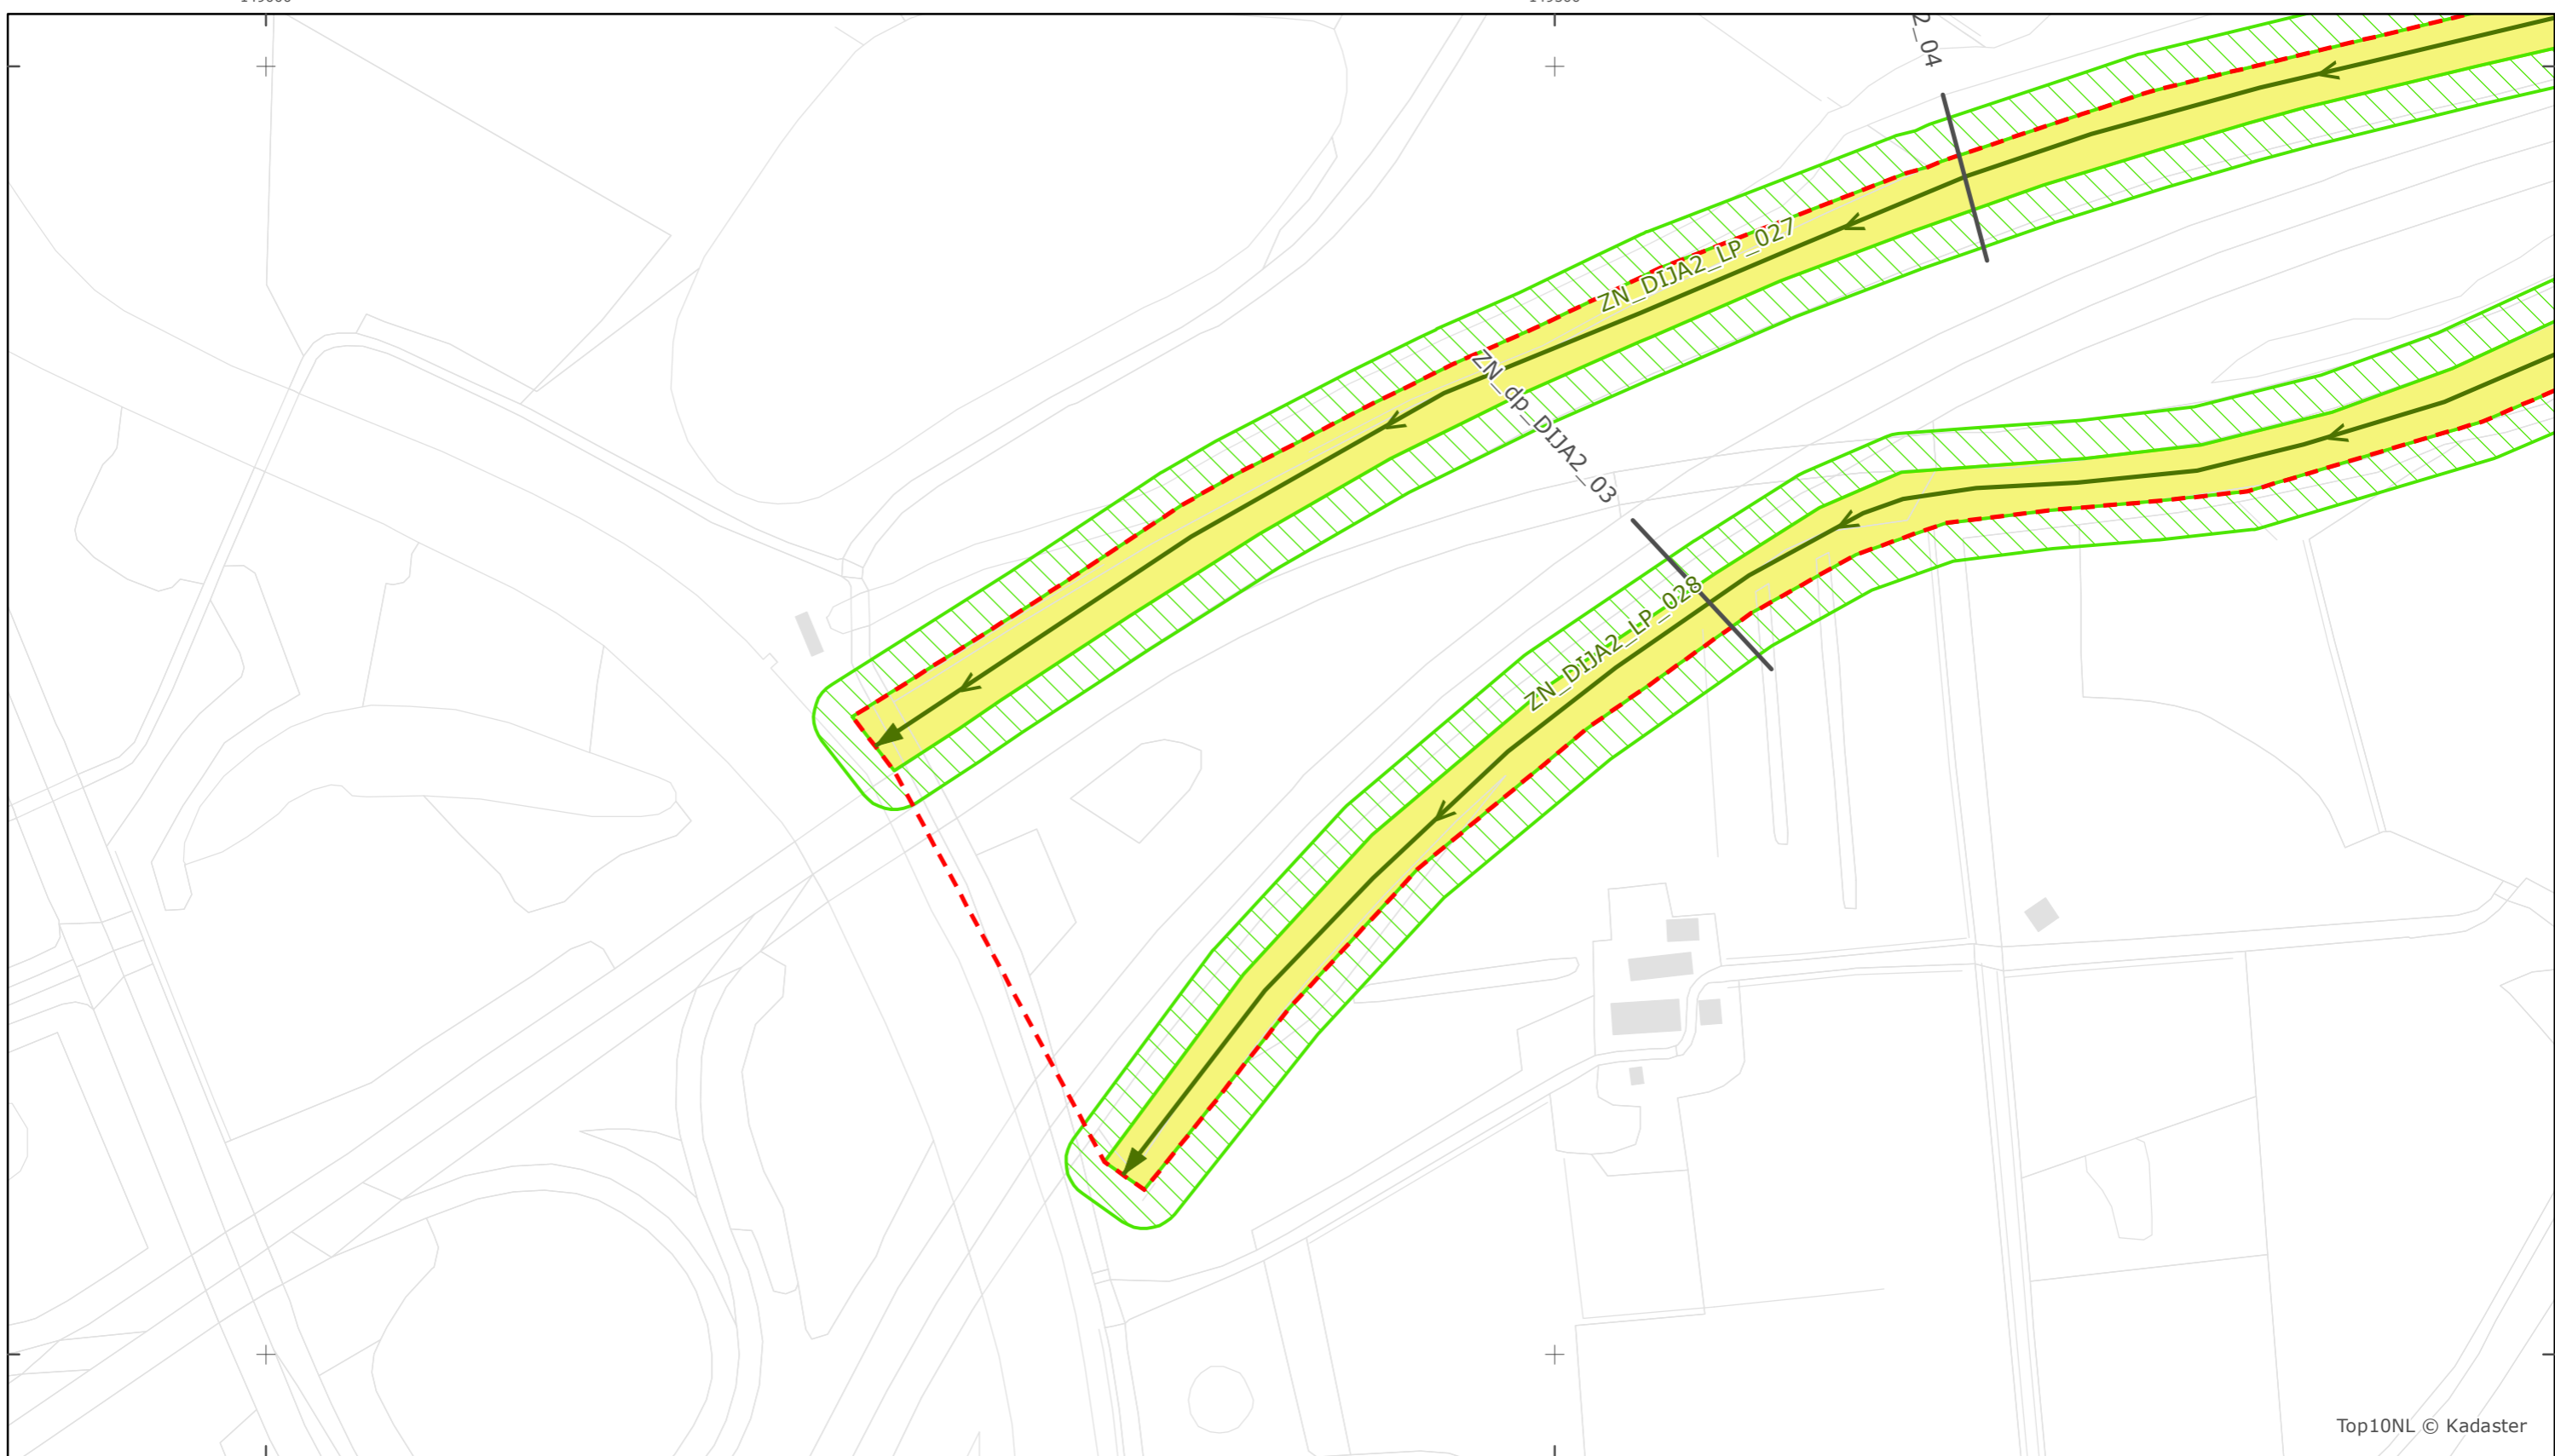 2_04
ZN_DIJA2_LP_027
ZN_dp_DIJA2_03
ZN_DIJA2_LP_028
Top10NL © Kadaster